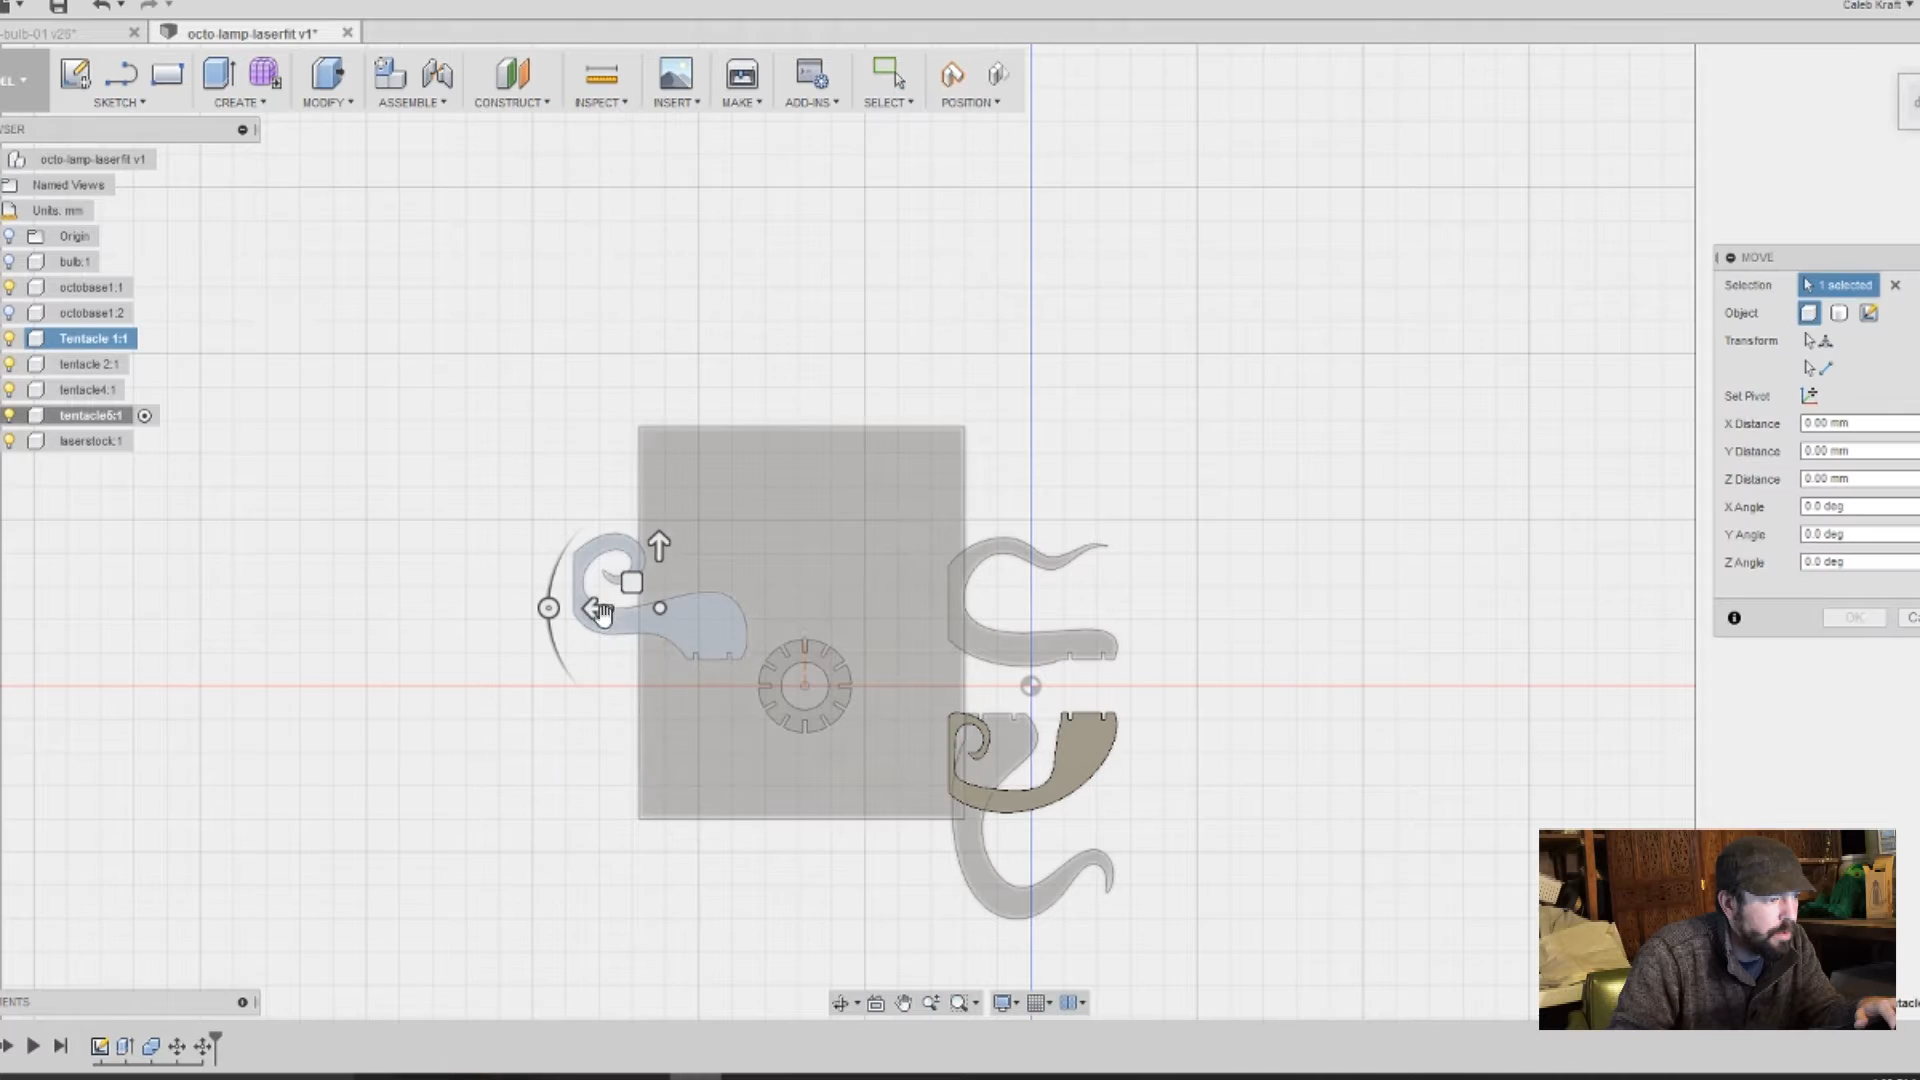 Caleb Kraft
-bulb-01 v26*
octo-lamp-laserfit v1*
SKETCH
CREATE
MODIFY
ASSEMBLE
CONSTRUCT
INSPECT
INSERT
MAKE
ADD-INS
SELECT
POSITION
WSER
octo-lamp-laserfit v1
Named Views
Units: mm
Origin
bulb:1
octobase1:1
octobase1:2
Tentacle 1:1
tentacle 2:1
tentacle4:1
tentacle5:1
laserstock:1
MOVE
Selection 1 selected
Object
Transform
Set Pivot
X Distance 0.00 mm
Y Distance 0.00 mm
Z Distance 0.00 mm
X Angle 0.0 deg
Y Angle 0.0 deg
Z Angle 0.0 deg
OK
MENTS